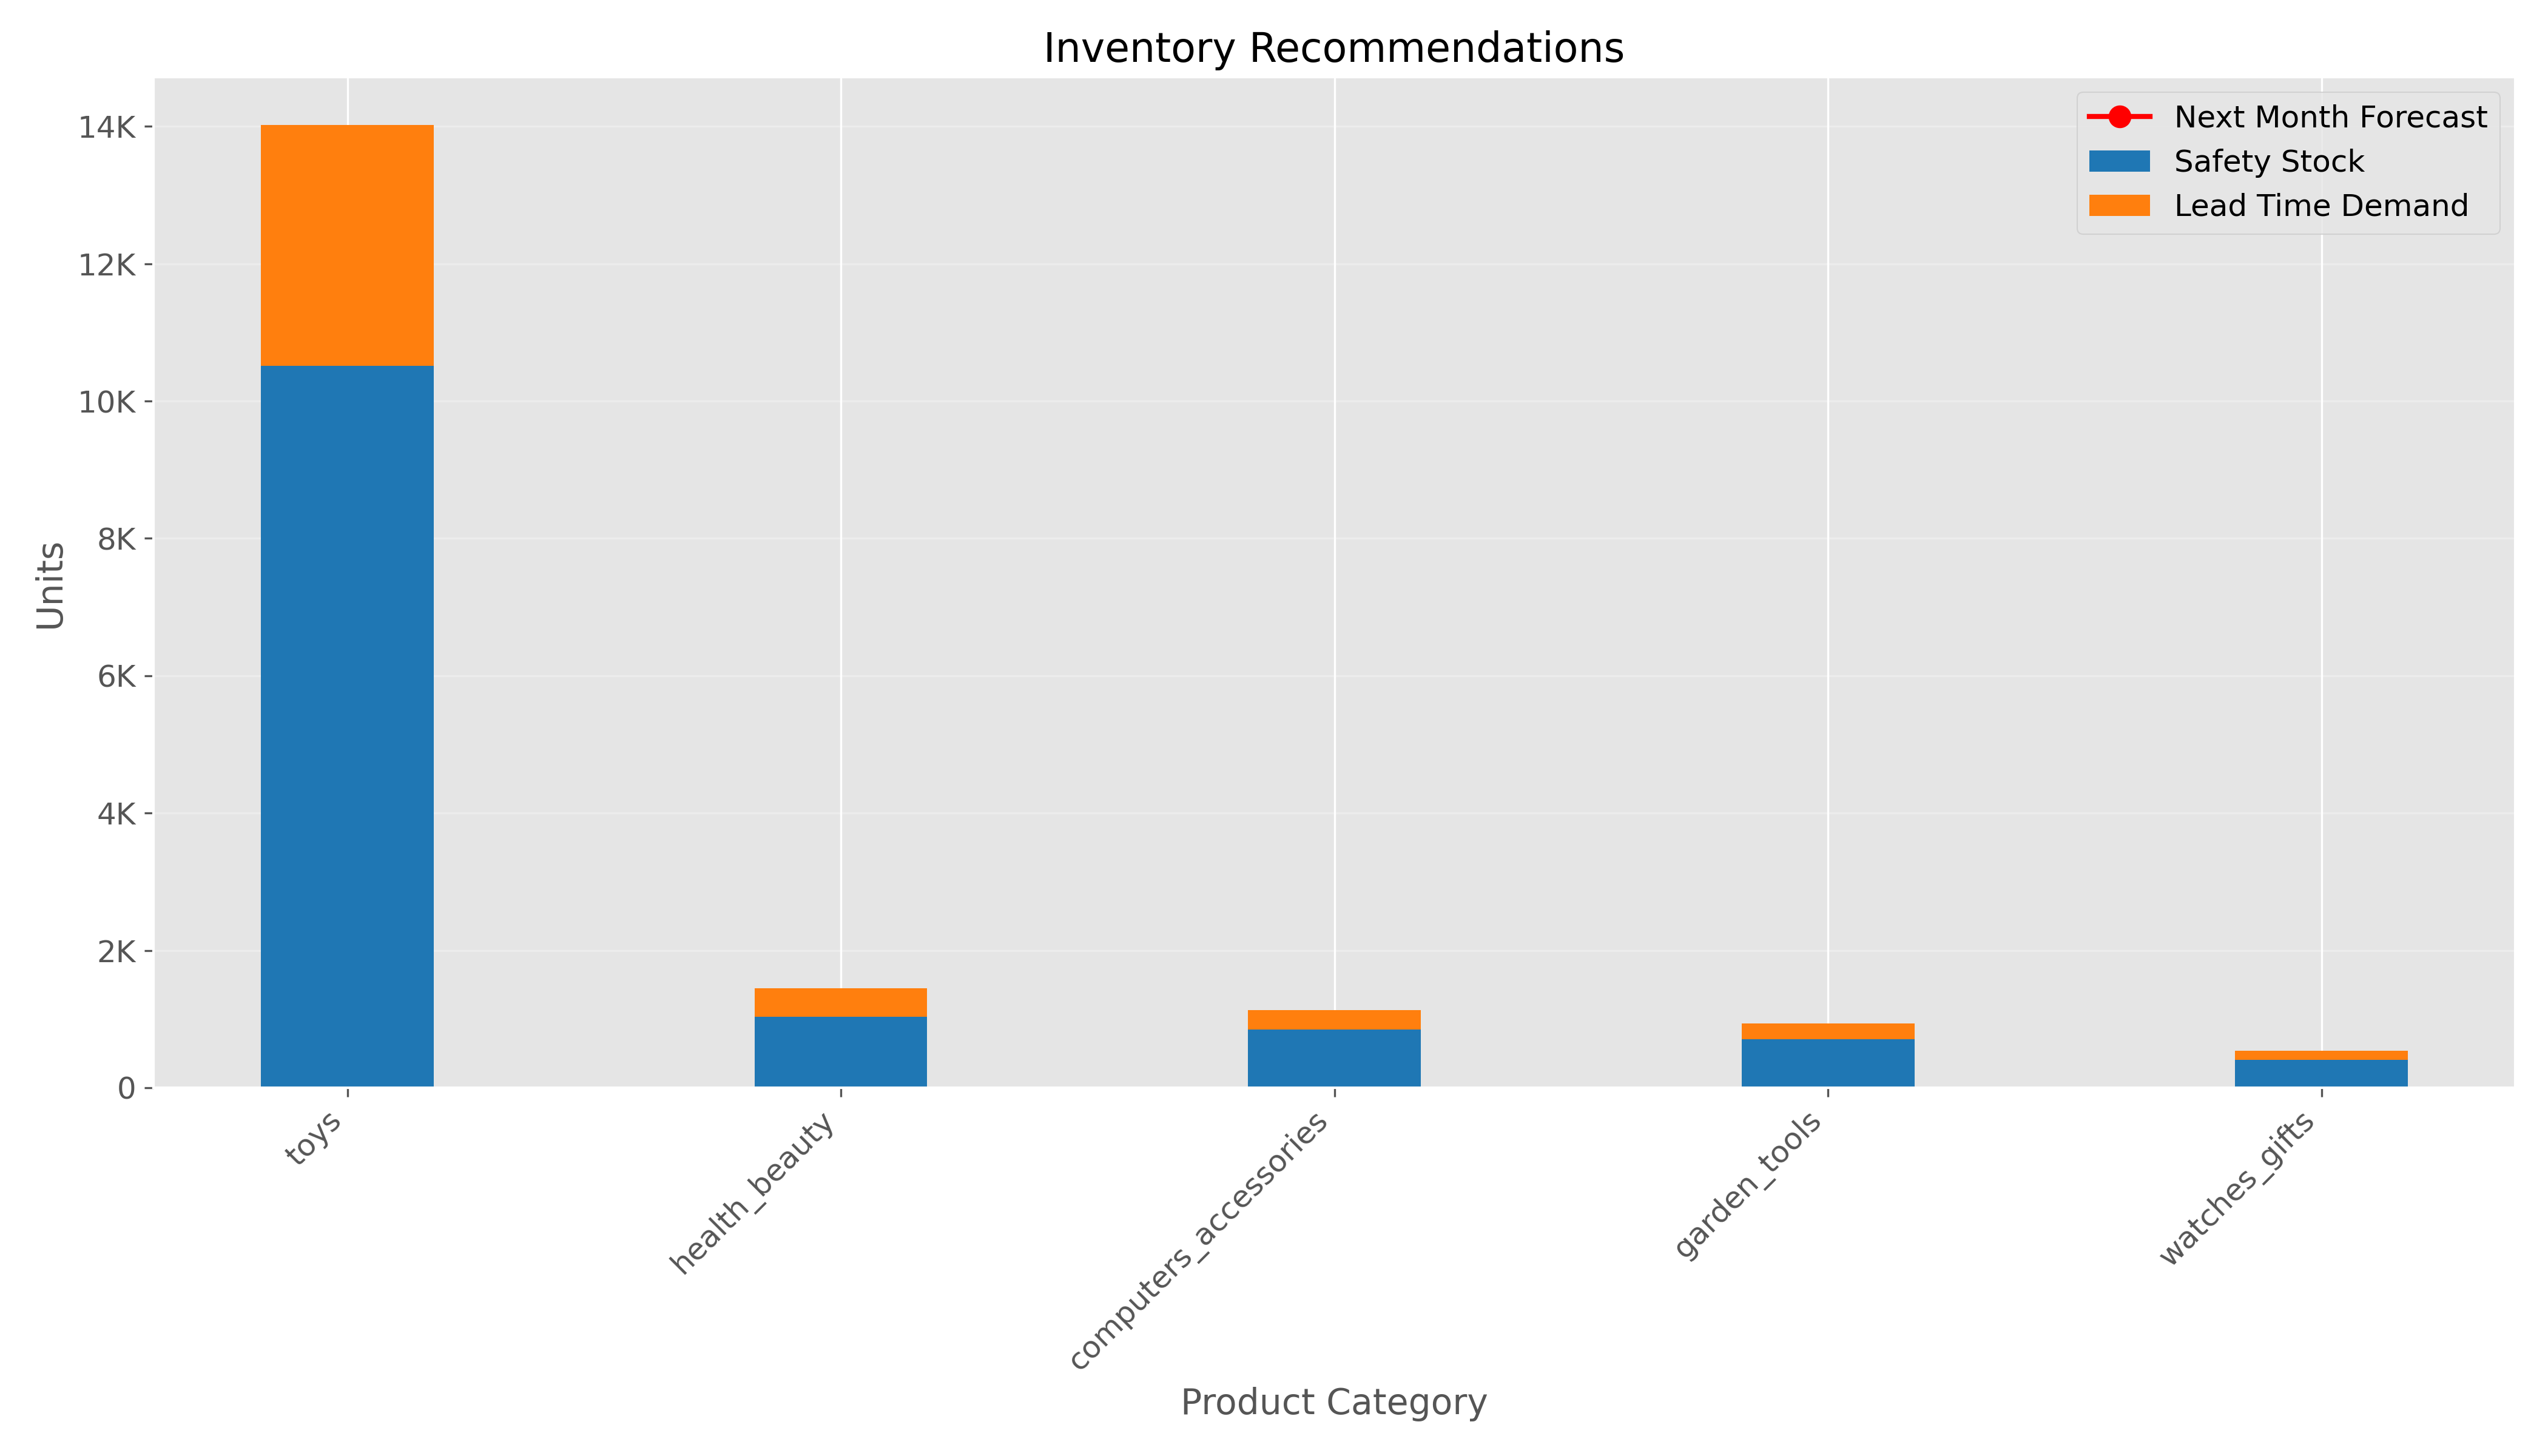 Inventory Recommendations
Next Month Forecast
Safety Stock
Lead Time Demand
14K
12K
10K
8K
6K
4K
2K
0
Units
toys
health_beauty
computers_accessories
garden_tools
watches_gifts
Product Category